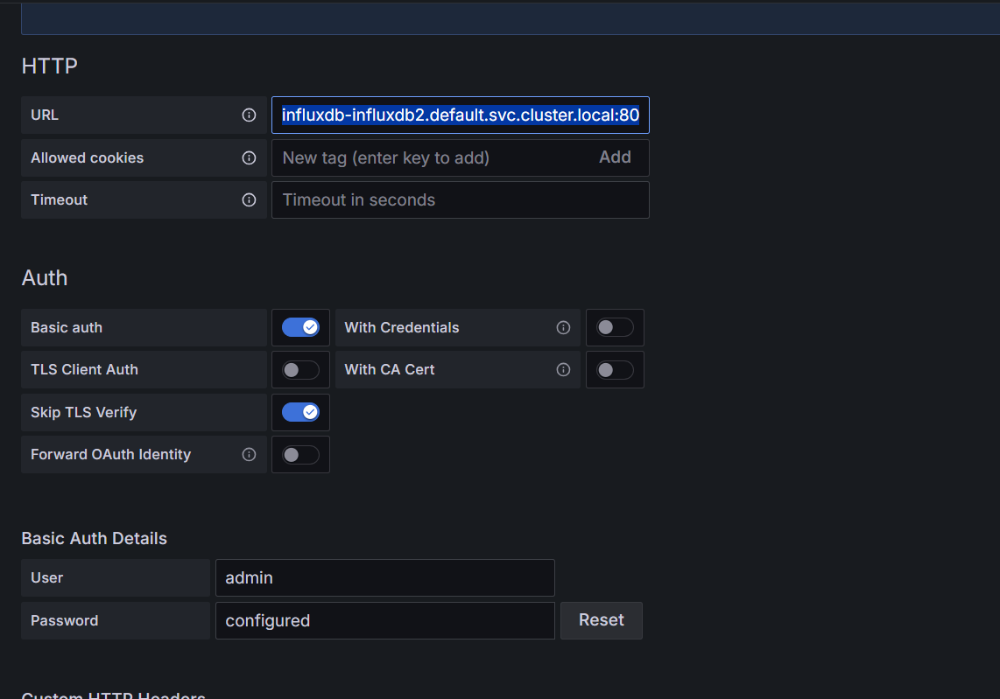 HTTP
URL
influxdb-influxdb2.default.svc.cluster.local:80
Allowed cookies
New tag (enter key to add) Add
Timeout
Timeout in seconds
Auth
Basic auth
With Credentials
TLS Client Auth
With CA Cert
Skip TLS Verify
Forward OAuth Identity
Basic Auth Details
User
admin
Password
configured
Reset
Custom HTTP Headers